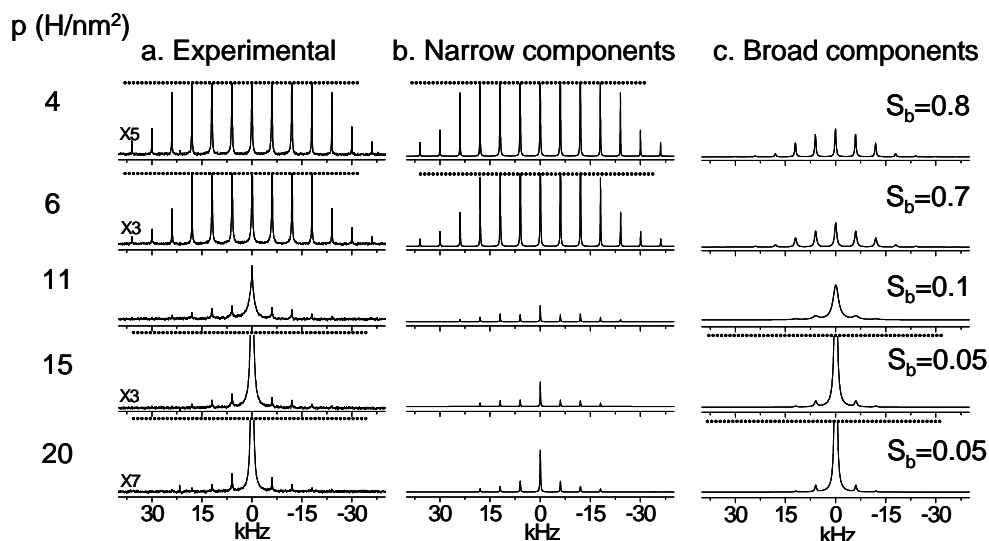 p (H/nm²)
a. Experimental b. Narrow components c. Broad components
4 X5 S_b=0.8
6 X3 S_b=0.7
11 S_b=0.1
15 X3 S_b=0.05
20 X7 S_b=0.05
30 15 0 -15 -30 30 15 0 -15 -30 30 15 0 -15 -30
kHz kHz kHz